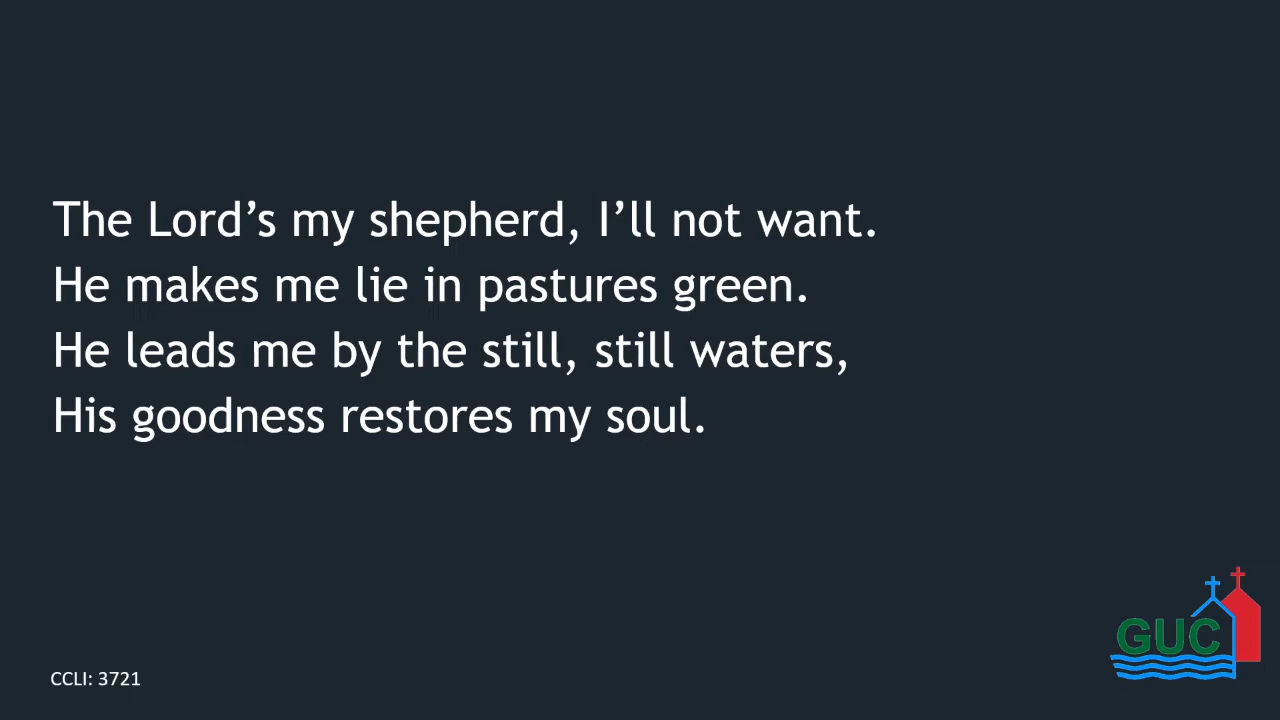 The Lord’s my shepherd, I’ll not want.
He makes me lie in pastures green.
He leads me by the still, still waters,
His goodness restores my soul.
GUC
CCLI: 3721